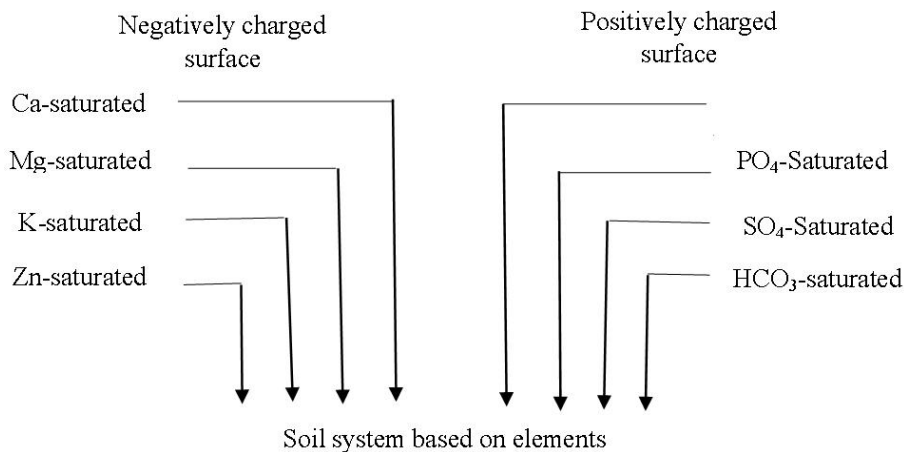 Negatively charged
surface
Positively charged
surface
Ca-saturated
Mg-saturated
K-saturated
Zn-saturated
PO₄-Saturated
SO₄-Saturated
HCO₃-saturated
Soil system based on elements